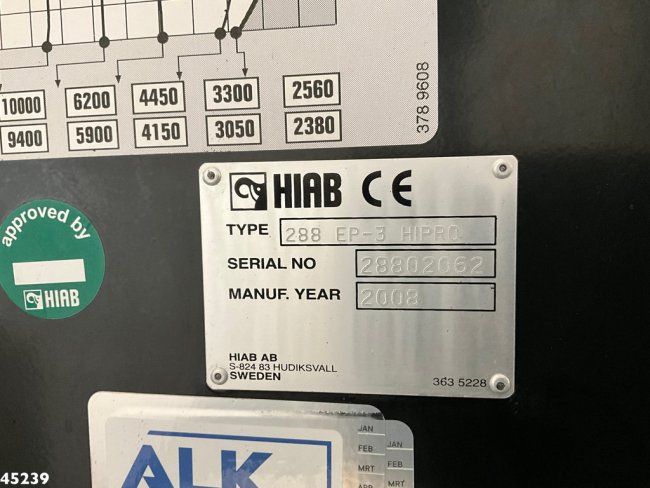 10000 6200 4450 3300 2560
9400 5900 4150 3050 2380
378 9608
HIAB CE
TYPE 288 EP-3 HIPRO
SERIAL NO 28802062
MANUF. YEAR 2008
HIAB AB
S-824 83 HUDIKSVALL
SWEDEN
363 5228
approved by
HIAB
ALK
JAN
FEB
MRT
APR
JAN
FEB
MRT
45239